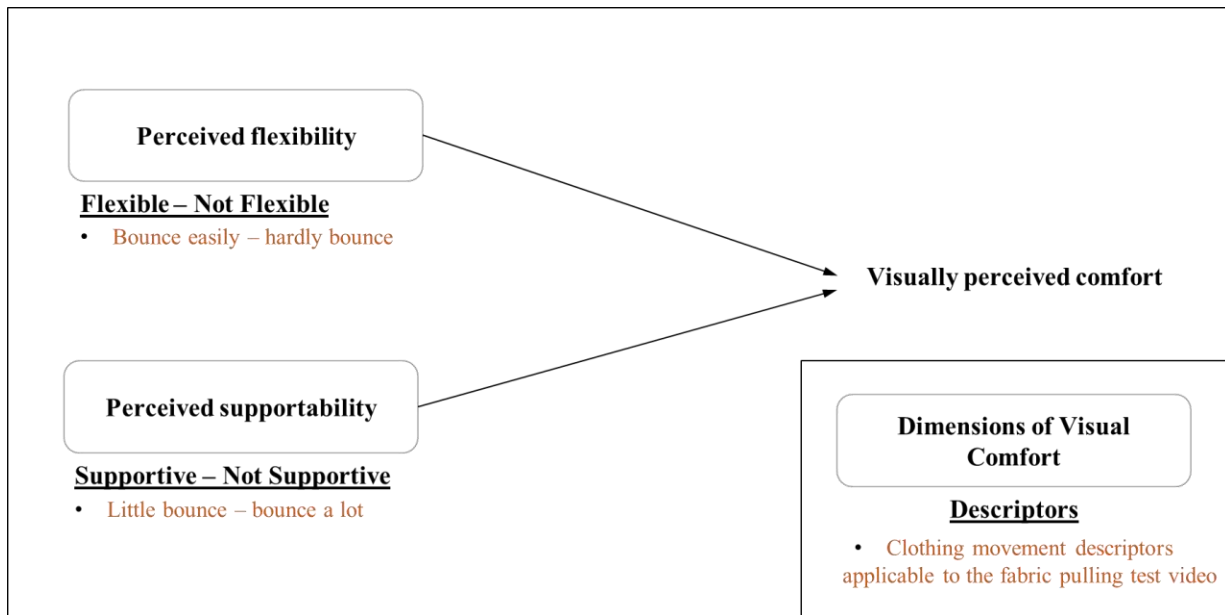 Perceived flexibility
Flexible – Not Flexible
• Bounce easily – hardly bounce
Visually perceived comfort
Perceived supportability
Supportive – Not Supportive
• Little bounce – bounce a lot
Dimensions of Visual
Comfort
Descriptors
• Clothing movement descriptors
applicable to the fabric pulling test video